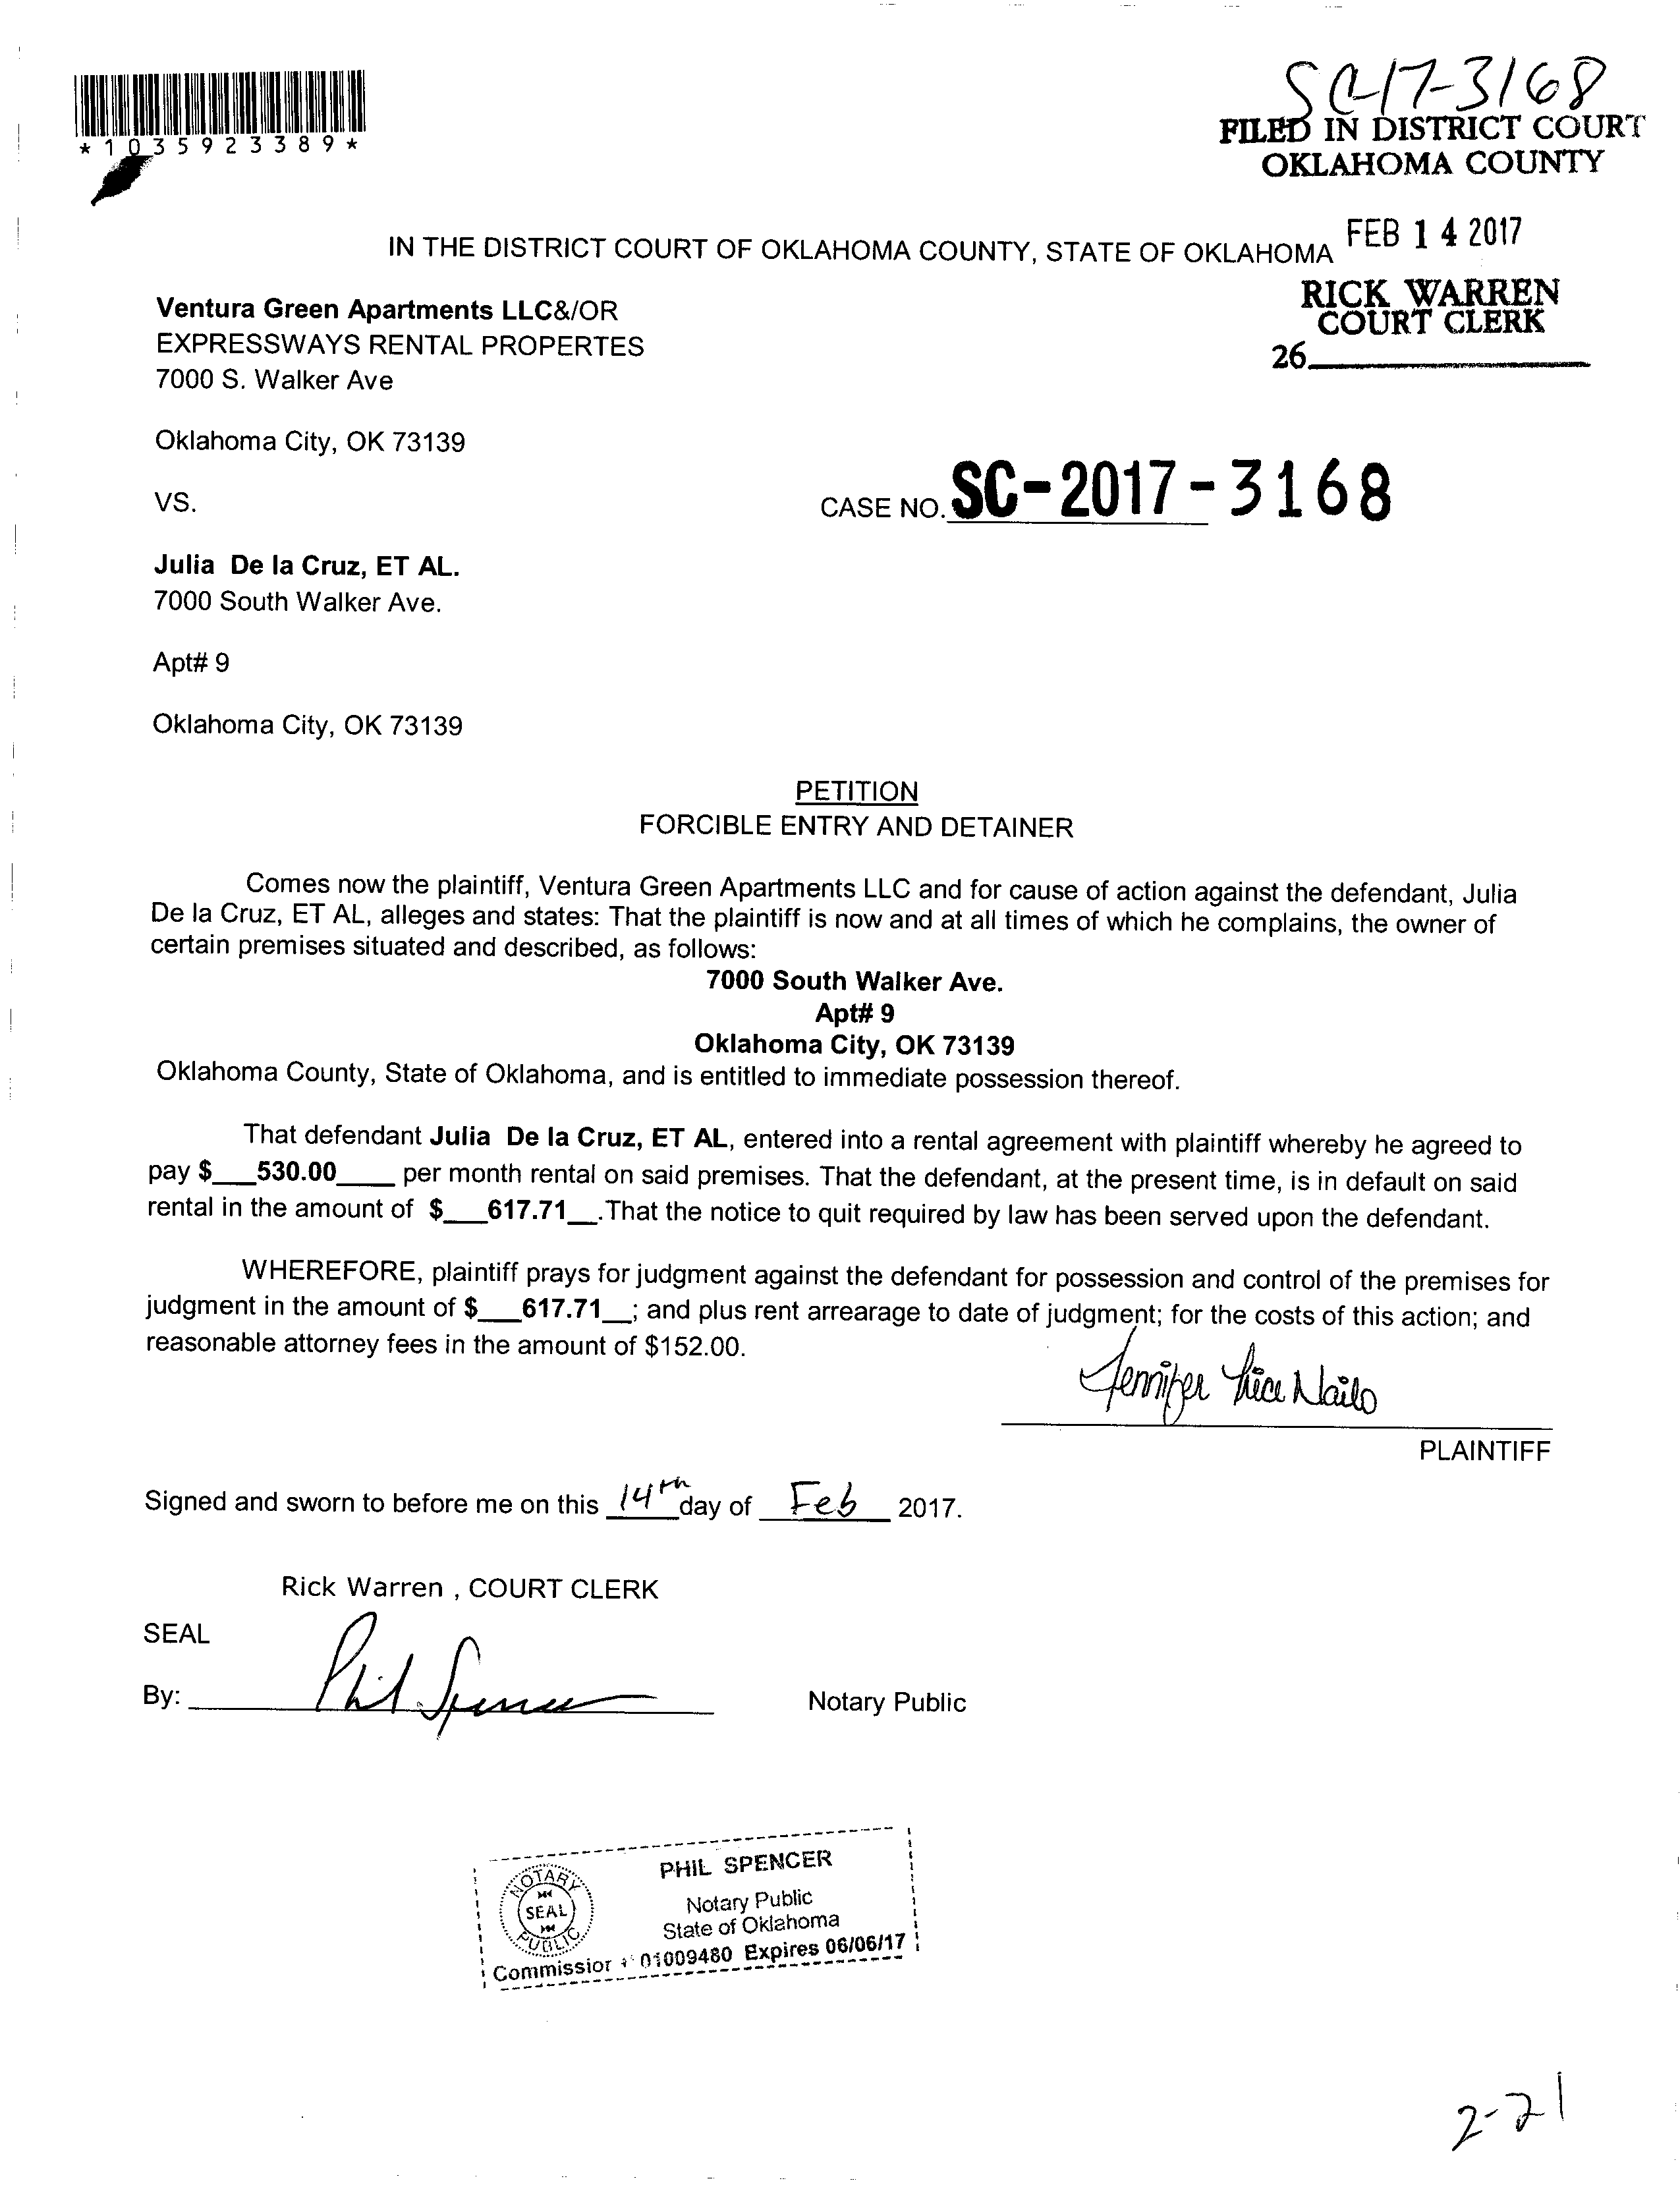 SC-17-3168
*1035923389*
FILED IN DISTRICT COURT
OKLAHOMA COUNTY
FEB 14 2017
IN THE DISTRICT COURT OF OKLAHOMA COUNTY, STATE OF OKLAHOMA
RICK WARREN
COURT CLERK
26
Ventura Green Apartments LLC&/OR
EXPRESSWAYS RENTAL PROPERTES
7000 S. Walker Ave
Oklahoma City, OK 73139
VS.
CASE NO. SC-2017-3168
Julia De la Cruz, ET AL.
7000 South Walker Ave.
Apt# 9
Oklahoma City, OK 73139
PETITION
FORCIBLE ENTRY AND DETAINER
Comes now the plaintiff, Ventura Green Apartments LLC and for cause of action against the defendant, Julia
De la Cruz, ET AL, alleges and states: That the plaintiff is now and at all times of which he complains, the owner of
certain premises situated and described, as follows:
7000 South Walker Ave.
Apt# 9
Oklahoma City, OK 73139
Oklahoma County, State of Oklahoma, and is entitled to immediate possession thereof.
That defendant Julia De la Cruz, ET AL, entered into a rental agreement with plaintiff whereby he agreed to
pay $___530.00____ per month rental on said premises. That the defendant, at the present time, is in default on said
rental in the amount of $___617.71__.That the notice to quit required by law has been served upon the defendant.
WHEREFORE, plaintiff prays for judgment against the defendant for possession and control of the premises for
judgment in the amount of $___617.71__; and plus rent arrearage to date of judgment; for the costs of this action; and
reasonable attorney fees in the amount of $152.00.
Jennifer
PLAINTIFF
Signed and sworn to before me on this 14th day of Feb 2017.
Rick Warren , COURT CLERK
SEAL
By: Phil Spencer
Notary Public
PHIL SPENCER
Notary Public
State of Oklahoma
NOTARY
SEAL
PUBLIC
Commission # 01009480 Expires 06/06/17
2-21